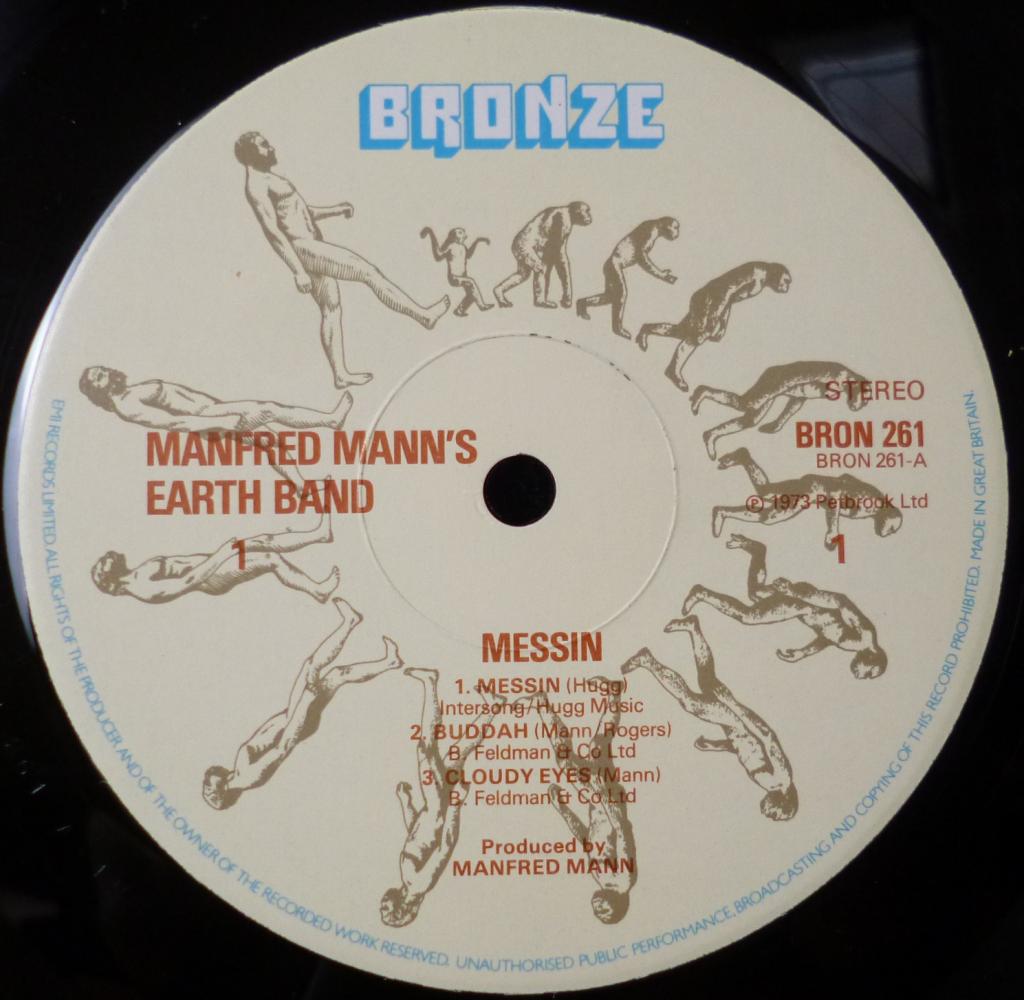 BRONZE
STEREO
BRON 261
BRON 261-A
MANFRED MANN'S
EARTH BAND
℗ 1973 Petbrook Ltd
1
1
MESSIN
1. MESSIN (Hugg)
Intersong/Hugg Music
2. BUDDAH (Mann/Rogers)
B. Feldman & Co Ltd
3. CLOUDY EYES (Mann)
B. Feldman & Co Ltd
Produced by
MANFRED MANN
EMI RECORDS LIMITED. ALL RIGHTS OF THE PRODUCER AND OF THE OWNER OF THE RECORDED WORK RESERVED. UNAUTHORISED PUBLIC PERFORMANCE, BROADCASTING AND COPYING OF THIS RECORD PROHIBITED. MADE IN GREAT BRITAIN.